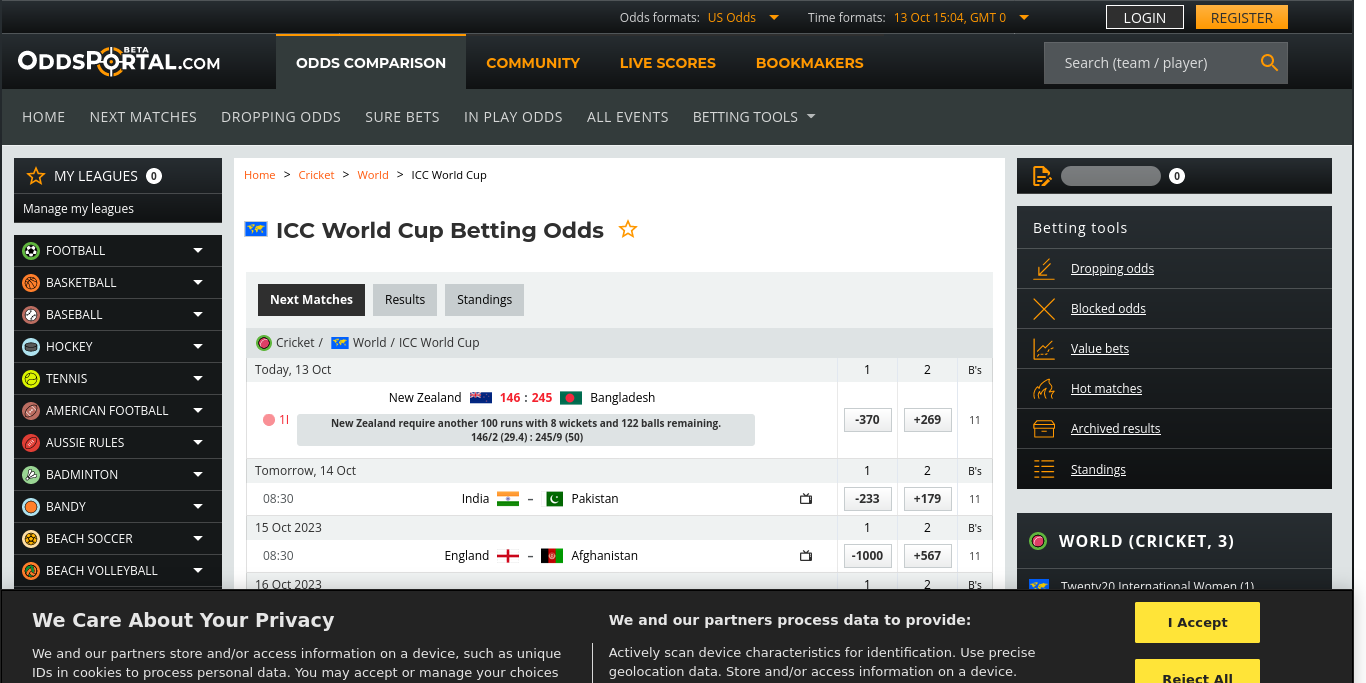 Odds formats: US Odds
Time formats: 13 Oct 15:04, GMT 0
LOGIN
REGISTER
ODDSPORTAL.COM
BETA
ODDS COMPARISON
COMMUNITY
LIVE SCORES
BOOKMAKERS
Search (team / player)
HOME
NEXT MATCHES
DROPPING ODDS
SURE BETS
IN PLAY ODDS
ALL EVENTS
BETTING TOOLS
MY LEAGUES 0
Manage my leagues
FOOTBALL
BASKETBALL
BASEBALL
HOCKEY
TENNIS
AMERICAN FOOTBALL
AUSSIE RULES
BADMINTON
BANDY
BEACH SOCCER
BEACH VOLLEYBALL
Home > Cricket > World > ICC World Cup
ICC World Cup Betting Odds
Next Matches
Results
Standings
Cricket / World / ICC World Cup
Today, 13 Oct 1 2 B's
New Zealand 146 : 245 Bangladesh
1I
New Zealand require another 100 runs with 8 wickets and 122 balls remaining.
146/2 (29.4) : 245/9 (50)
-370 +269 11
Tomorrow, 14 Oct 1 2 B's
08:30 India – Pakistan -233 +179 11
15 Oct 2023 1 2 B's
08:30 England – Afghanistan -1000 +567 11
16 Oct 2023 1 2 B's
0
Betting tools
Dropping odds
Blocked odds
Value bets
Hot matches
Archived results
Standings
WORLD (CRICKET, 3)
Twenty20 International Women (1)
We Care About Your Privacy
We and our partners store and/or access information on a device, such as unique
IDs in cookies to process personal data. You may accept or manage your choices
We and our partners process data to provide:
Actively scan device characteristics for identification. Use precise
geolocation data. Store and/or access information on a device.
I Accept
Reject All